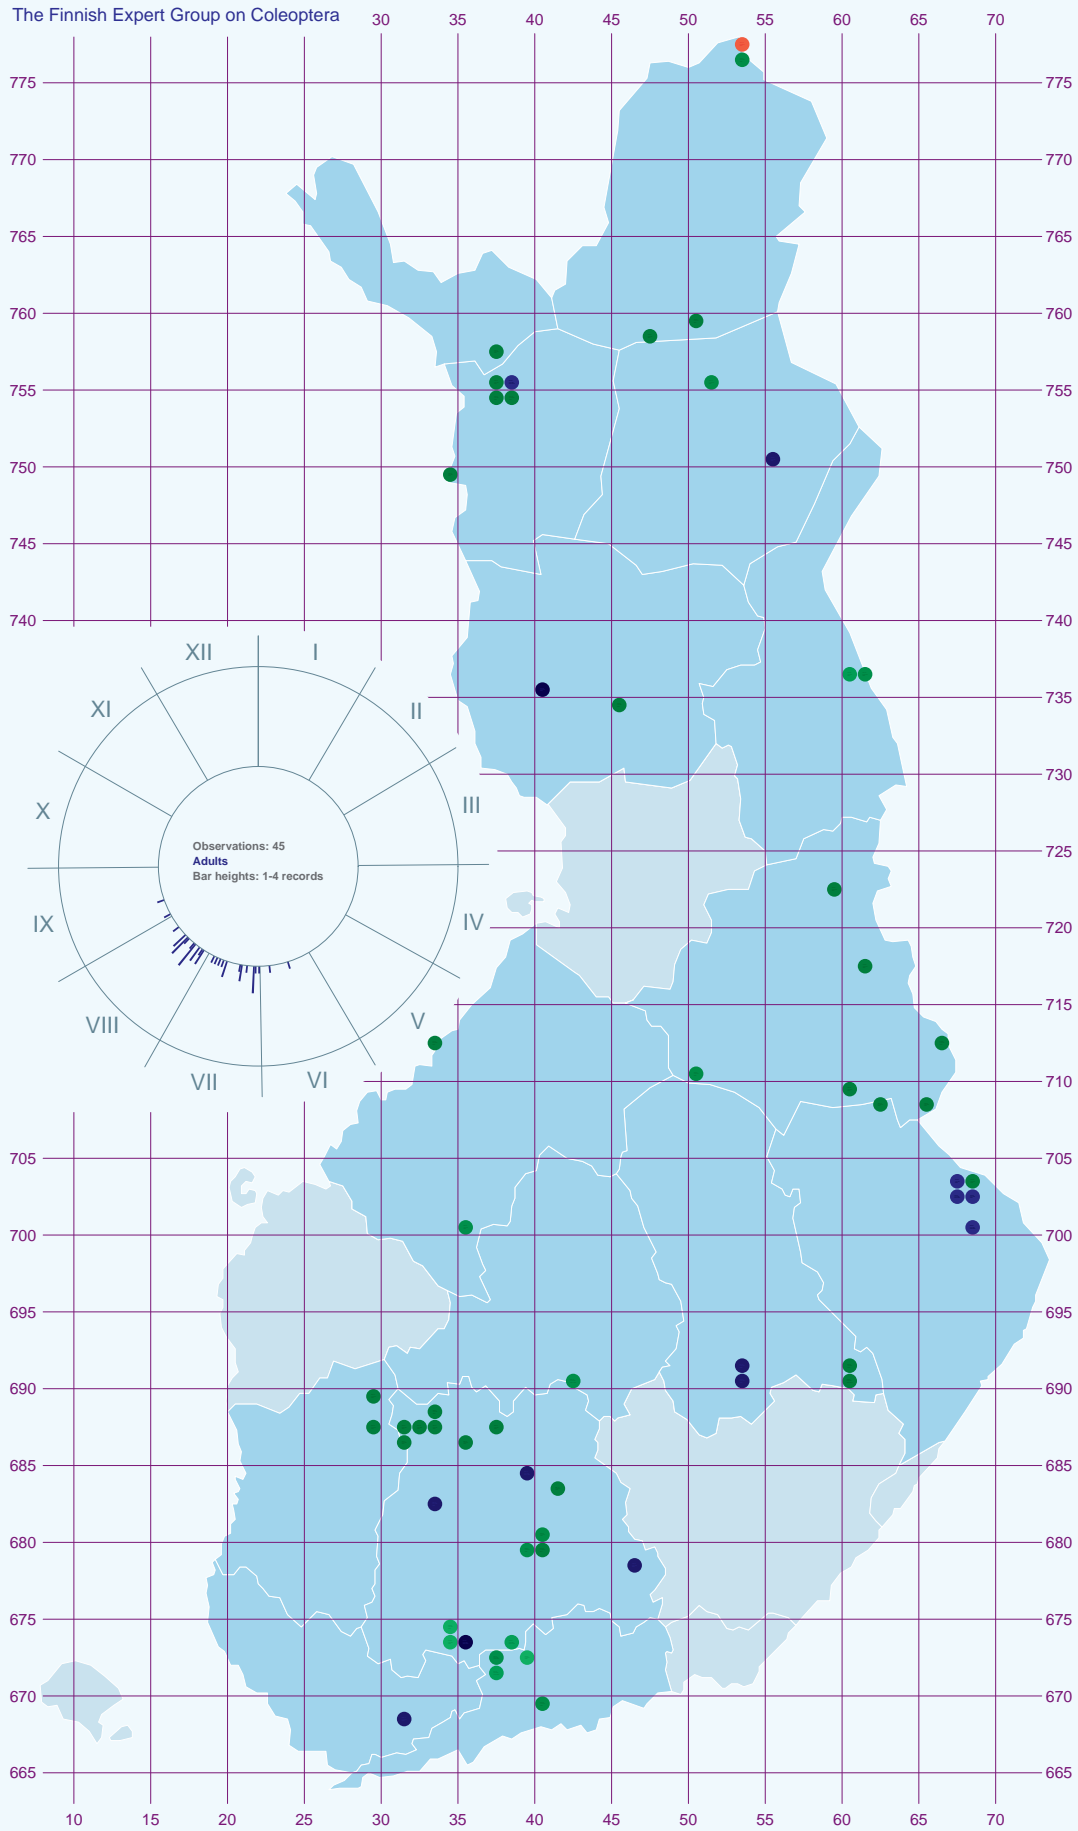 The Finnish Expert Group on Coleoptera
30 35 40 45 50 55 60 65 70
775 775
770 770
765 765
760 760
755 755
750 750
745 745
740 740
XII I
XI II
735
730
X III
Observations: 45
Adults
Bar heights: 1-4 records
725
IX IV
720
VIII V
715
VII VI
710
705 705
700 700
695 695
690 690
685 685
680 680
675 675
670 670
665 665
10 15 20 25 30 35 40 45 50 55 60 65 70